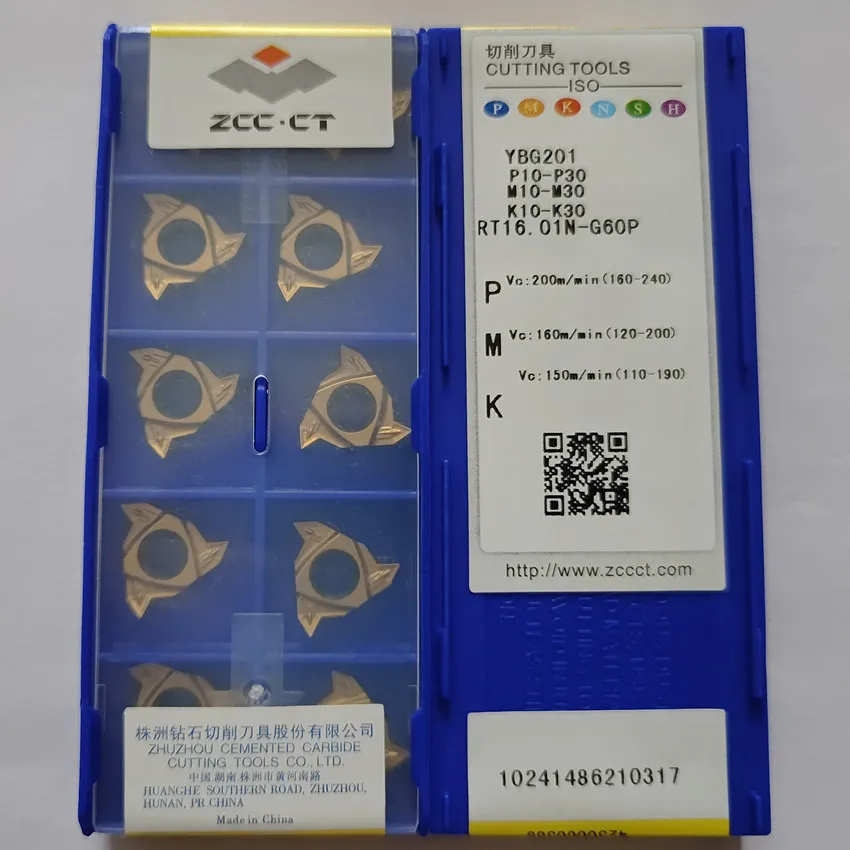 ZCC·CT
株洲钻石切削刀具股份有限公司
ZHUZHOU CEMENTED CARBIDE
CUTTING TOOLS CO., LTD.
中国.湖南.株洲市黄河南路
HUANGHE SOUTHERN ROAD, ZHUZHOU,
HUNAN, PR.CHINA
Made in China
切削刀具
CUTTING TOOLS
ISO
P M K N S H
YBG201
P10-P30
M10-M30
K10-K30
RT16.01N-G60P
P Vc:200m/min(160-240)
M Vc:160m/min(120-200)
K Vc:150m/min(110-190)
http://www.zccct.com
10241486210317